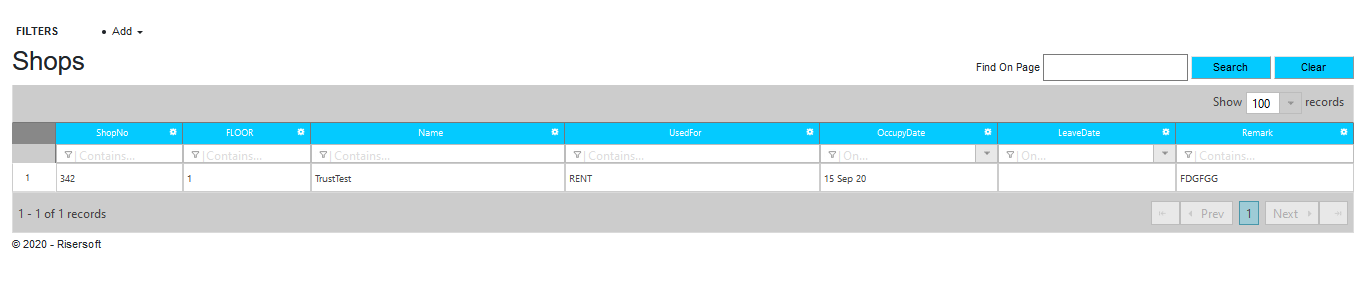 FILTERS • Add
Shops
Find On Page Search Clear
Show 100 records
ShopNo FLOOR Name UsedFor OccupyDate LeaveDate Remark
Contains... Contains... Contains... Contains... On... On... Contains...
1 342 1 TrustTest RENT 15 Sep 20 FDGFGG
1 - 1 of 1 records Prev 1 Next
© 2020 - Risersoft